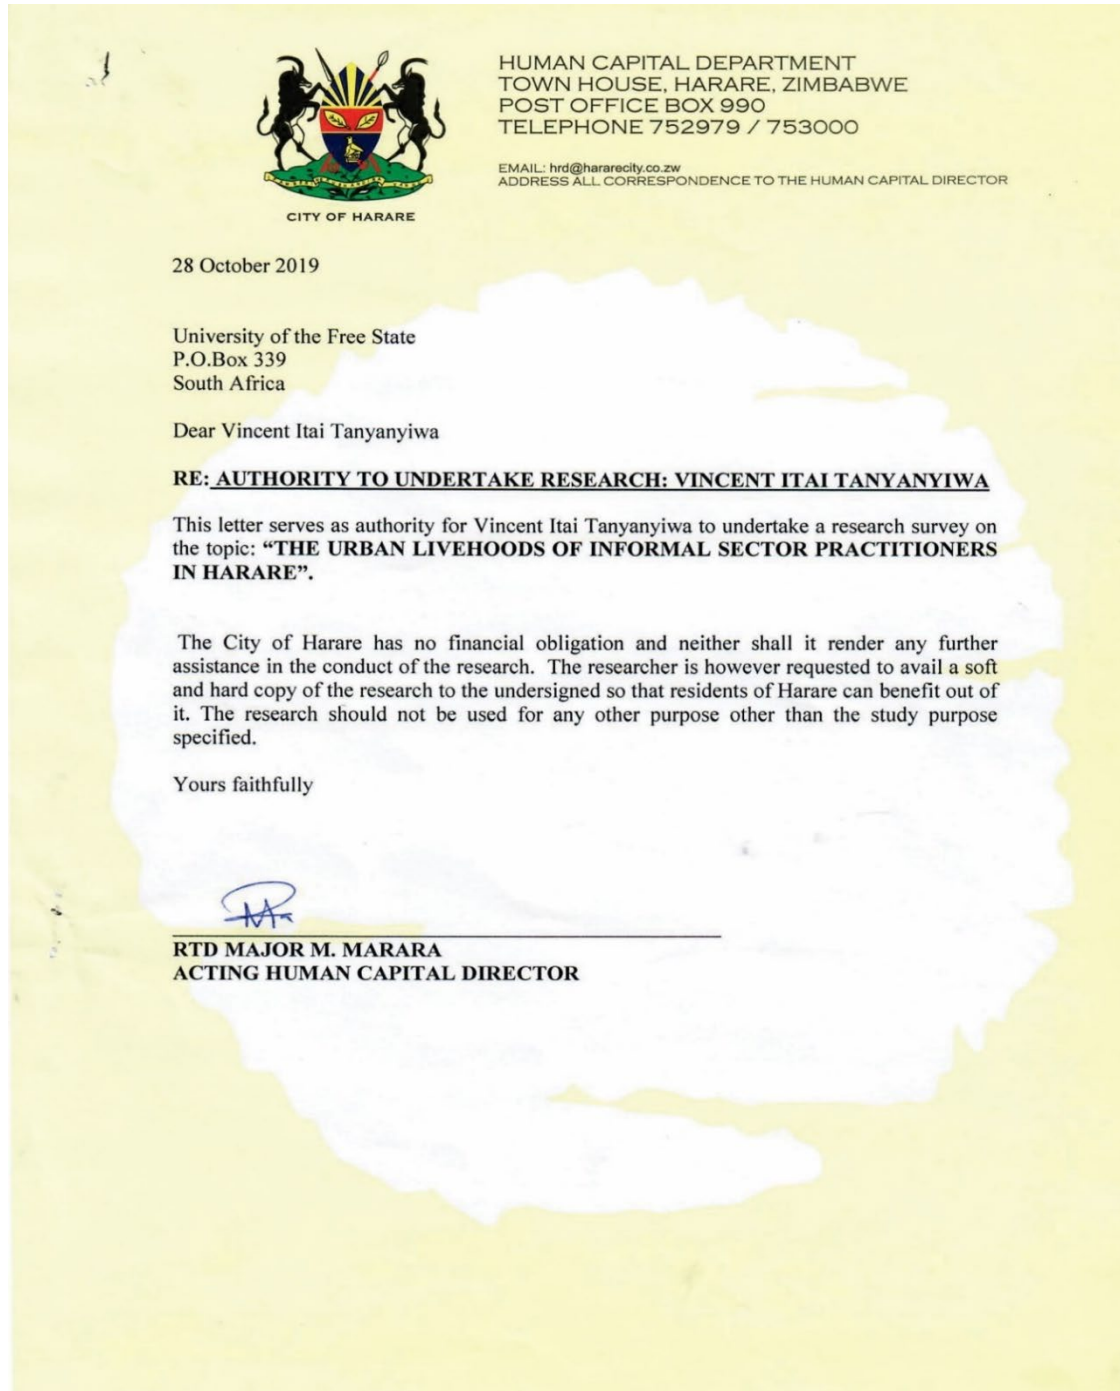 HUMAN CAPITAL DEPARTMENT
TOWN HOUSE, HARARE, ZIMBABWE
POST OFFICE BOX 990
TELEPHONE 752979 / 753000
EMAIL: hrd@hararecity.co.zw
ADDRESS ALL CORRESPONDENCE TO THE HUMAN CAPITAL DIRECTOR
CITY OF HARARE
28 October 2019
University of the Free State
P.O.Box 339
South Africa
Dear Vincent Itai Tanyanyiwa
RE: AUTHORITY TO UNDERTAKE RESEARCH: VINCENT ITAI TANYANYIWA
This letter serves as authority for Vincent Itai Tanyanyiwa to undertake a research survey on
the topic: “THE URBAN LIVEHOODS OF INFORMAL SECTOR PRACTITIONERS
IN HARARE”.
The City of Harare has no financial obligation and neither shall it render any further
assistance in the conduct of the research. The researcher is however requested to avail a soft
and hard copy of the research to the undersigned so that residents of Harare can benefit out of
it. The research should not be used for any other purpose other than the study purpose
specified.
Yours faithfully
RTD MAJOR M. MARARA
ACTING HUMAN CAPITAL DIRECTOR